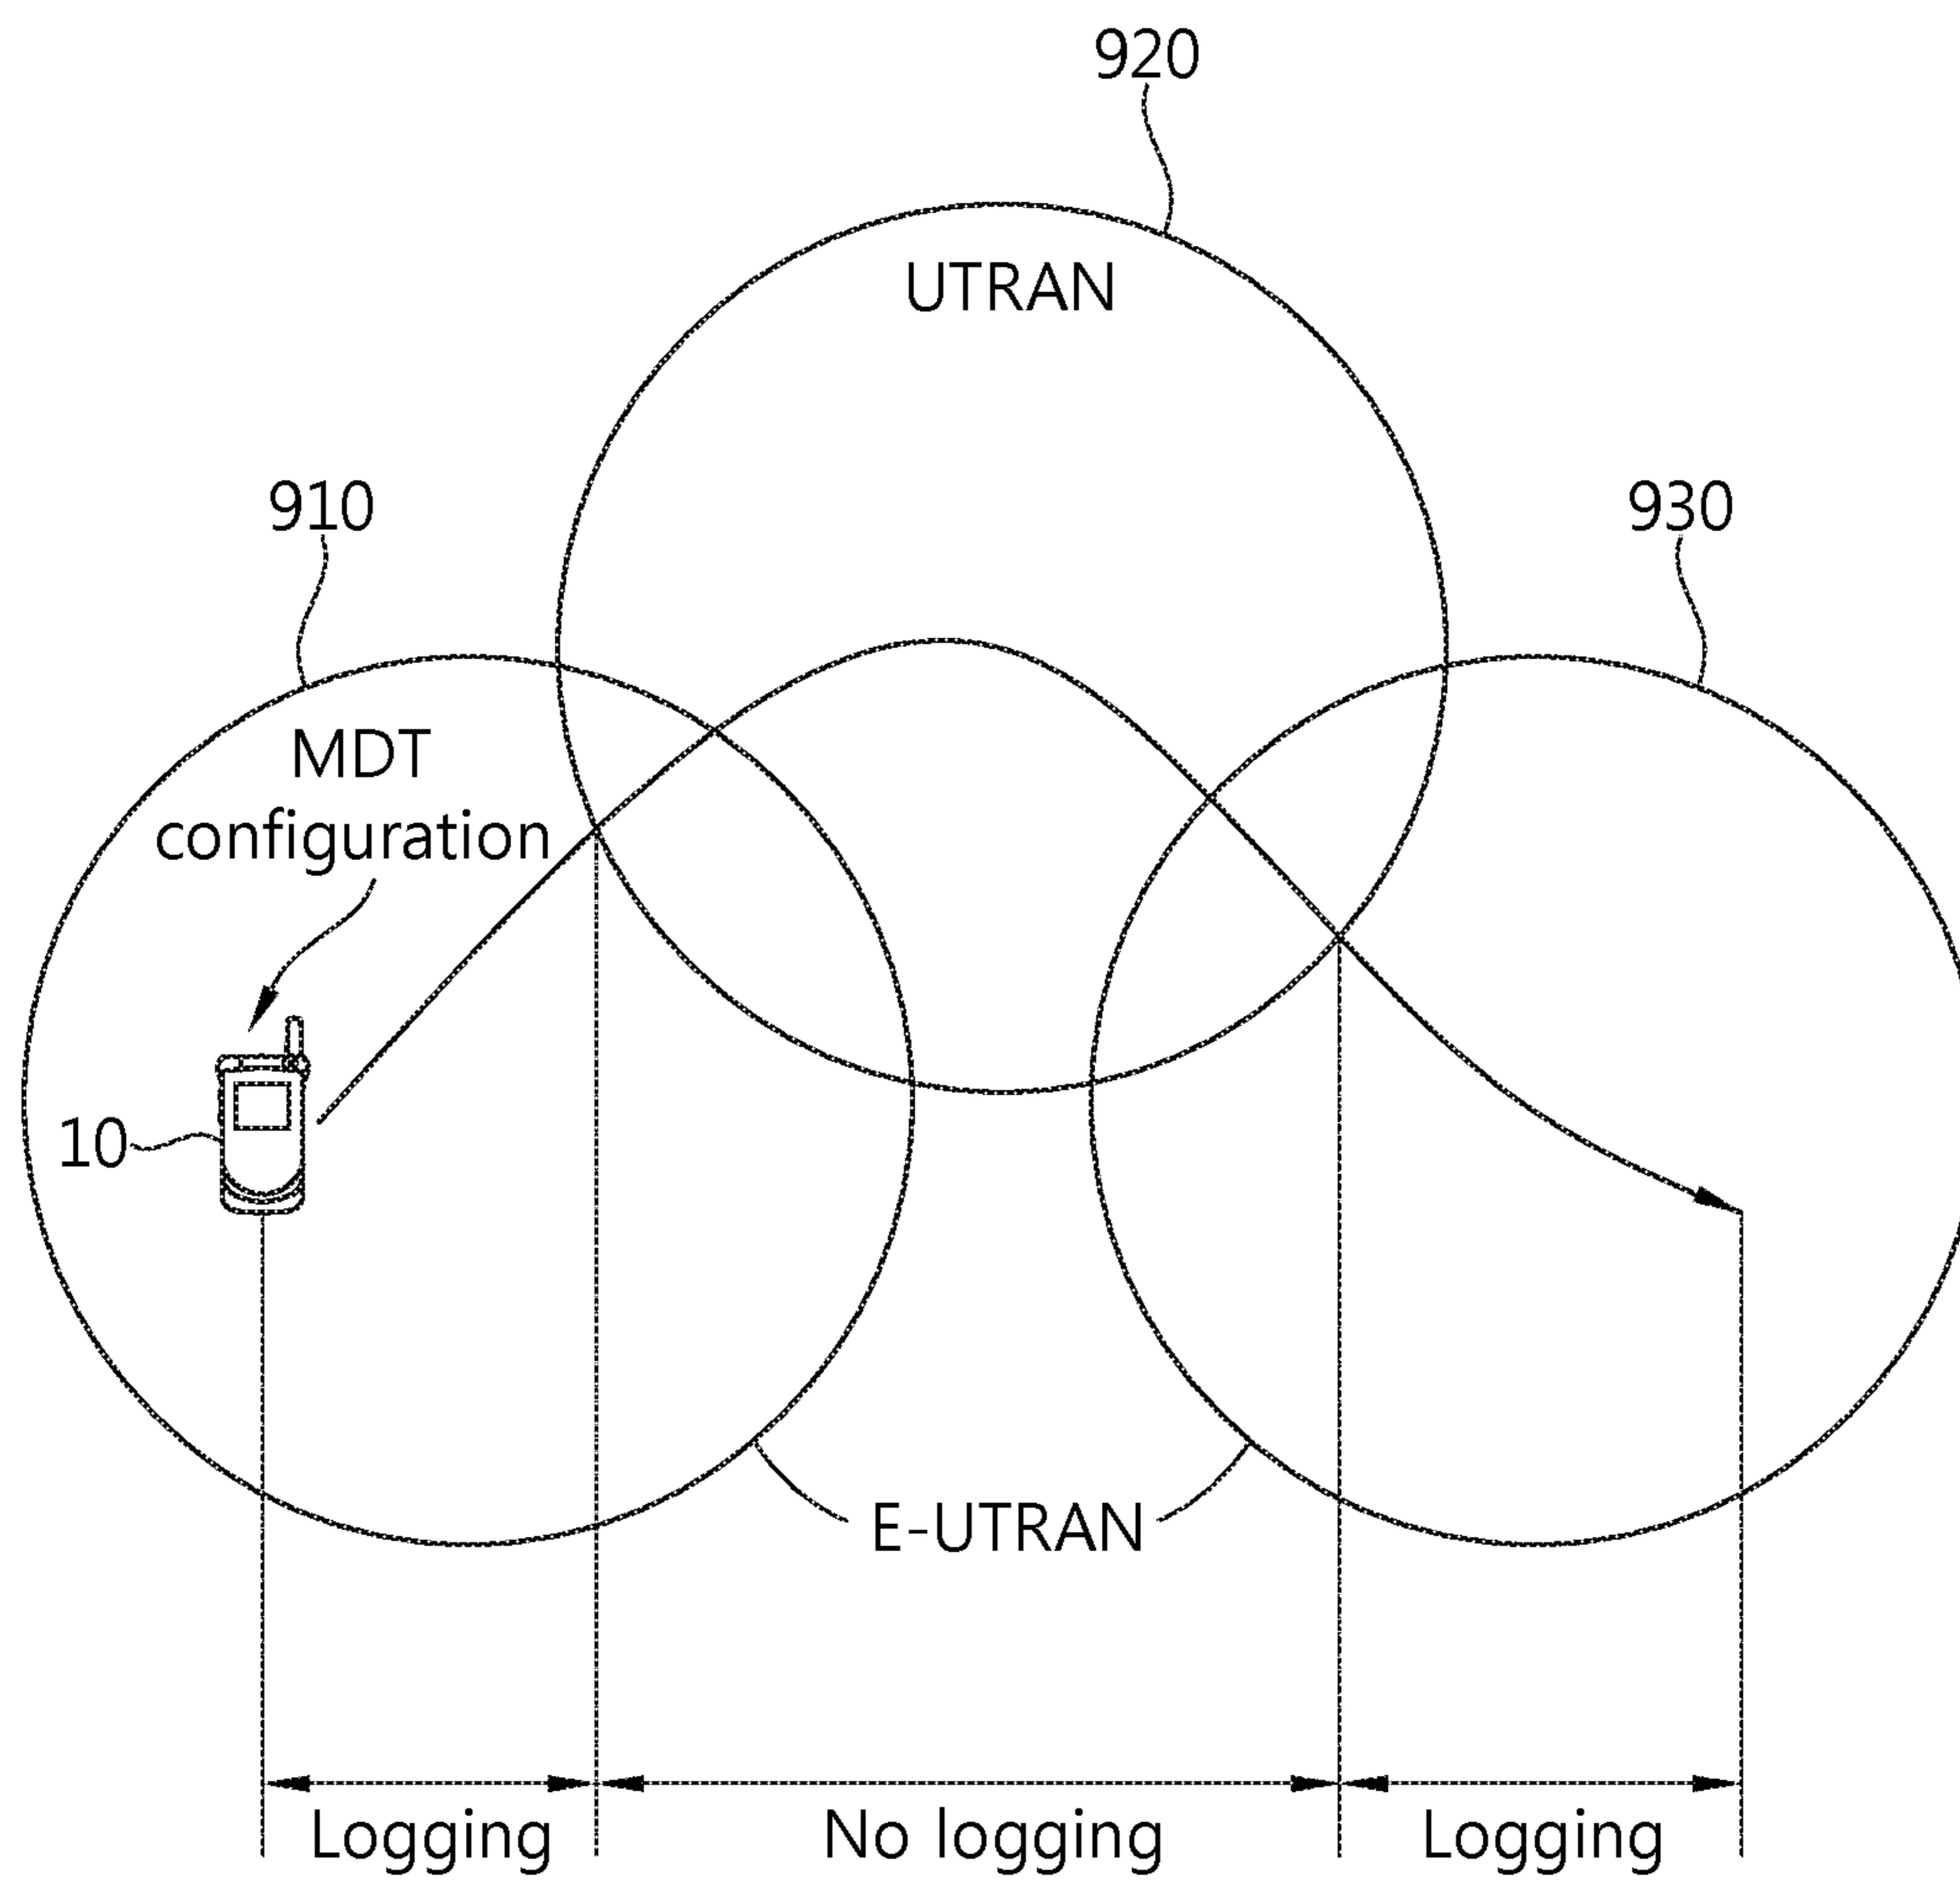 920
UTRAN
910
930
MDT
configuration
10
E-UTRAN
Logging
No logging
Logging